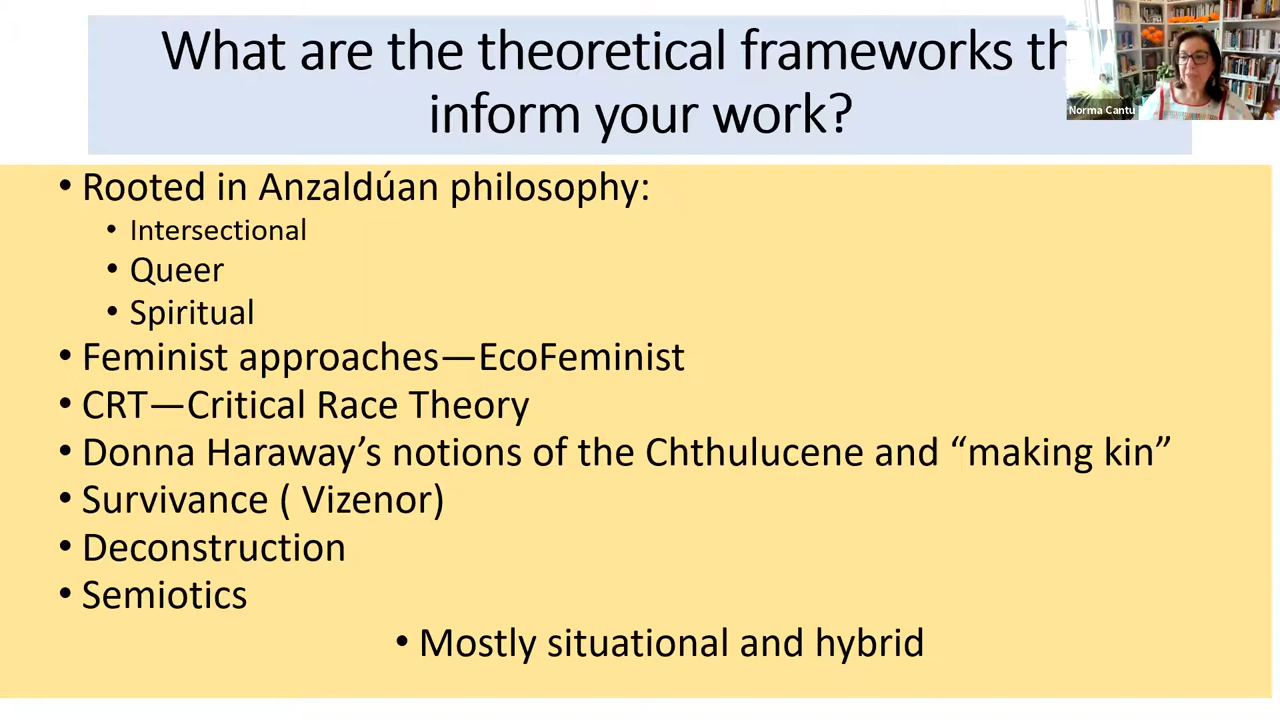 What are the theoretical frameworks th
inform your work?
Norma Cantu
• Rooted in Anzaldúan philosophy:
• Intersectional
• Queer
• Spiritual
• Feminist approaches—EcoFeminist
• CRT—Critical Race Theory
• Donna Haraway’s notions of the Chthulucene and “making kin”
• Survivance ( Vizenor)
• Deconstruction
• Semiotics
• Mostly situational and hybrid